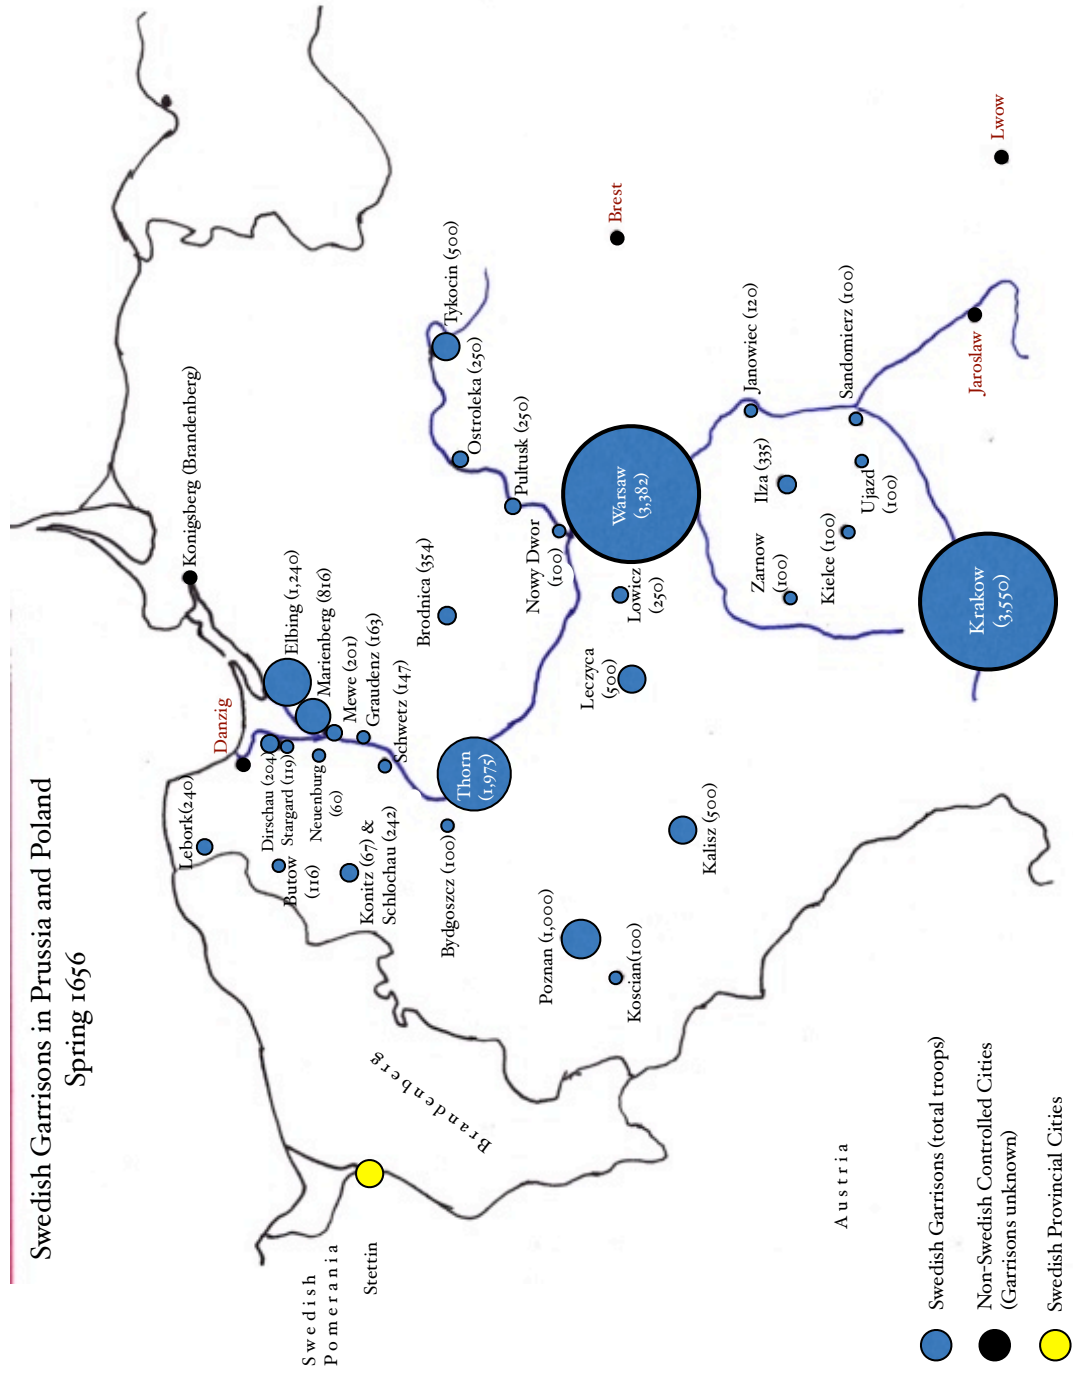 Swedish Garrisons in Prussia and Poland
Spring 1656
Konigsberg (Brandenberg)
Danzig
Elbing (1,240)
Marienberg (816)
Mewe (201)
Graudenz (163)
Schwetz (147)
Lebork(240)
Dirschau (204)
Stargard (119)
Neuenburg
(60)
Butow
(116)
Konitz (67) &
Schlochau (242)
Bydgoszcz (100)
Thorn
(1,975)
Brodnica (354)
Tykocin (500)
Ostroleka (250)
Pultusk (250)
Nowy Dwor
(100)
Warsaw
(3,382)
Lowicz
(250)
Leczyca
(500)
Poznan (1,000)
Koscian(100)
Kalisz (500)
Brest
Lwow
Jaroslaw
Janowiec (120)
Sandomierz (100)
Ilza (335)
Ujazd
(100)
Zarnow
(100)
Kielce (100)
Krakow
(3,550)
Brandenberg
Swedish
Pomerania
Stettin
Austria
Swedish Garrisons (total troops)
Non-Swedish Controlled Cities
(Garrisons unknown)
Swedish Provincial Cities